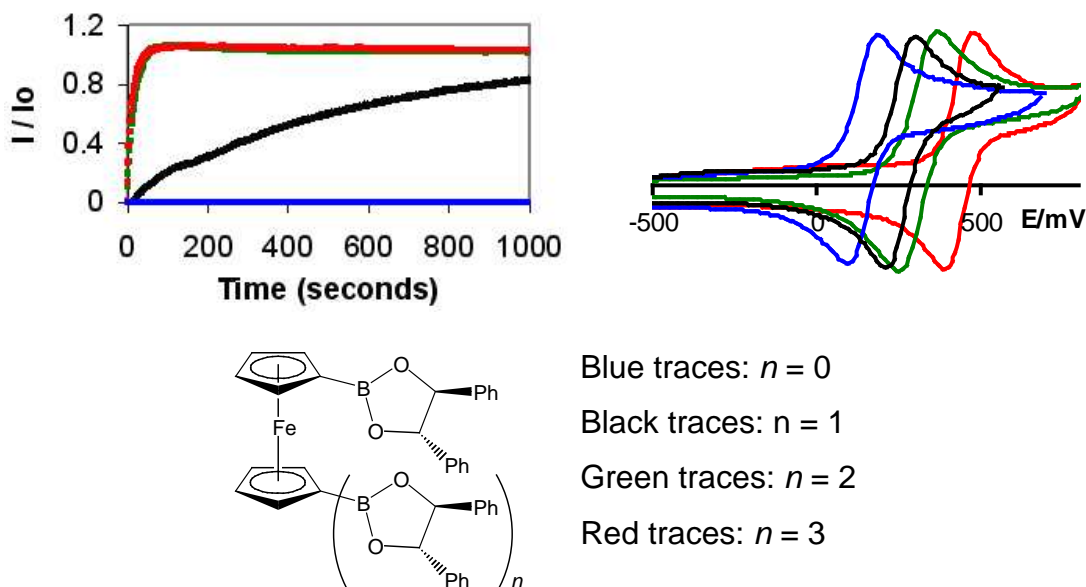 1.2
0.8
0.4
0
I / Io
0 200 400 600 800 1000
Time (seconds)
-500 0 500 E/mV
O
Ph
B
O
Fe
Ph
O
Ph
B
O
Ph
n
Blue traces: n = 0
Black traces: n = 1
Green traces: n = 2
Red traces: n = 3